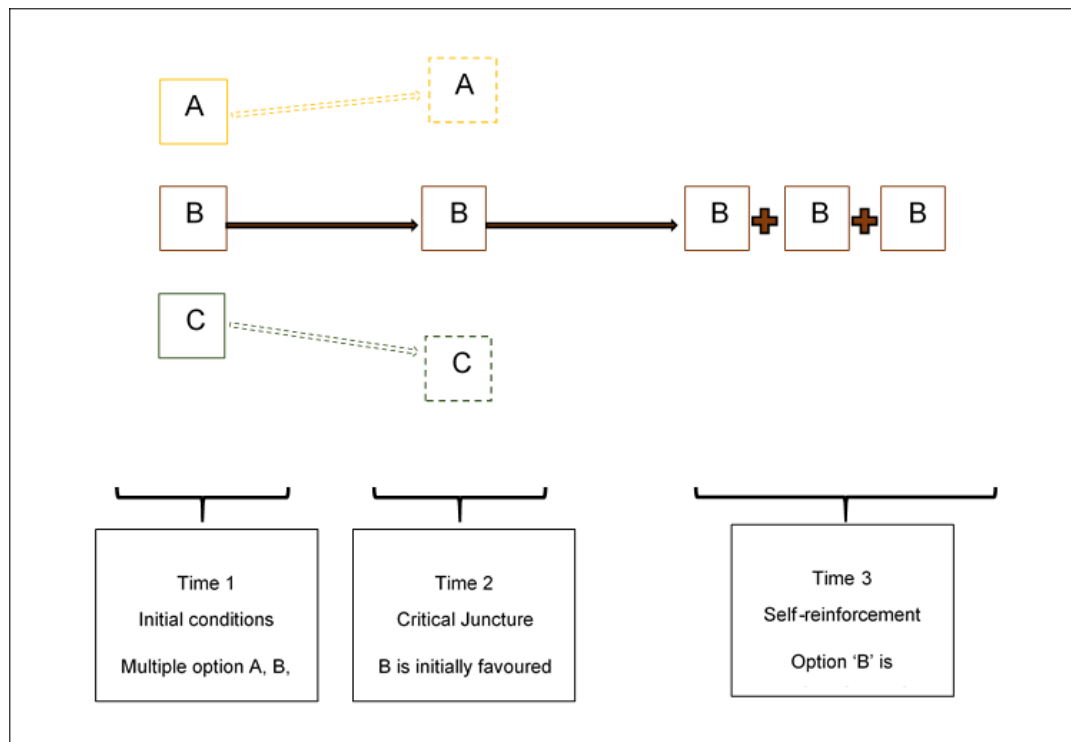 A
A
B
B
B
B
B
C
C
Time 1
Initial conditions
Multiple option A, B,
Time 2
Critical Juncture
B is initially favoured
Time 3
Self-reinforcement
Option ‘B’ is